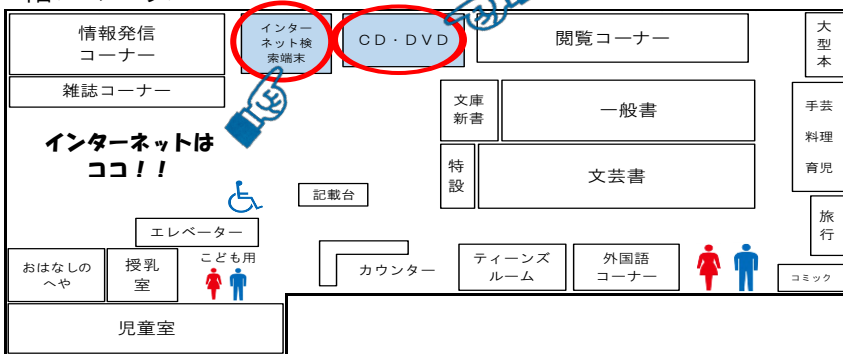 情報発信
コーナー
インター
ネット検
索端末
ＣＤ・ＤＶＤ
閲覧コーナー
大
型
本
雑誌コーナー
文庫
新書
一般書
手芸
料理
育児
インターネットは
ココ！！
特
設
文芸書
記載台
旅
行
エレベーター
おはなしの
へや
授乳
室
こども用
カウンター
ティーンズ
ルーム
外国語
コーナー
コミック
児童室